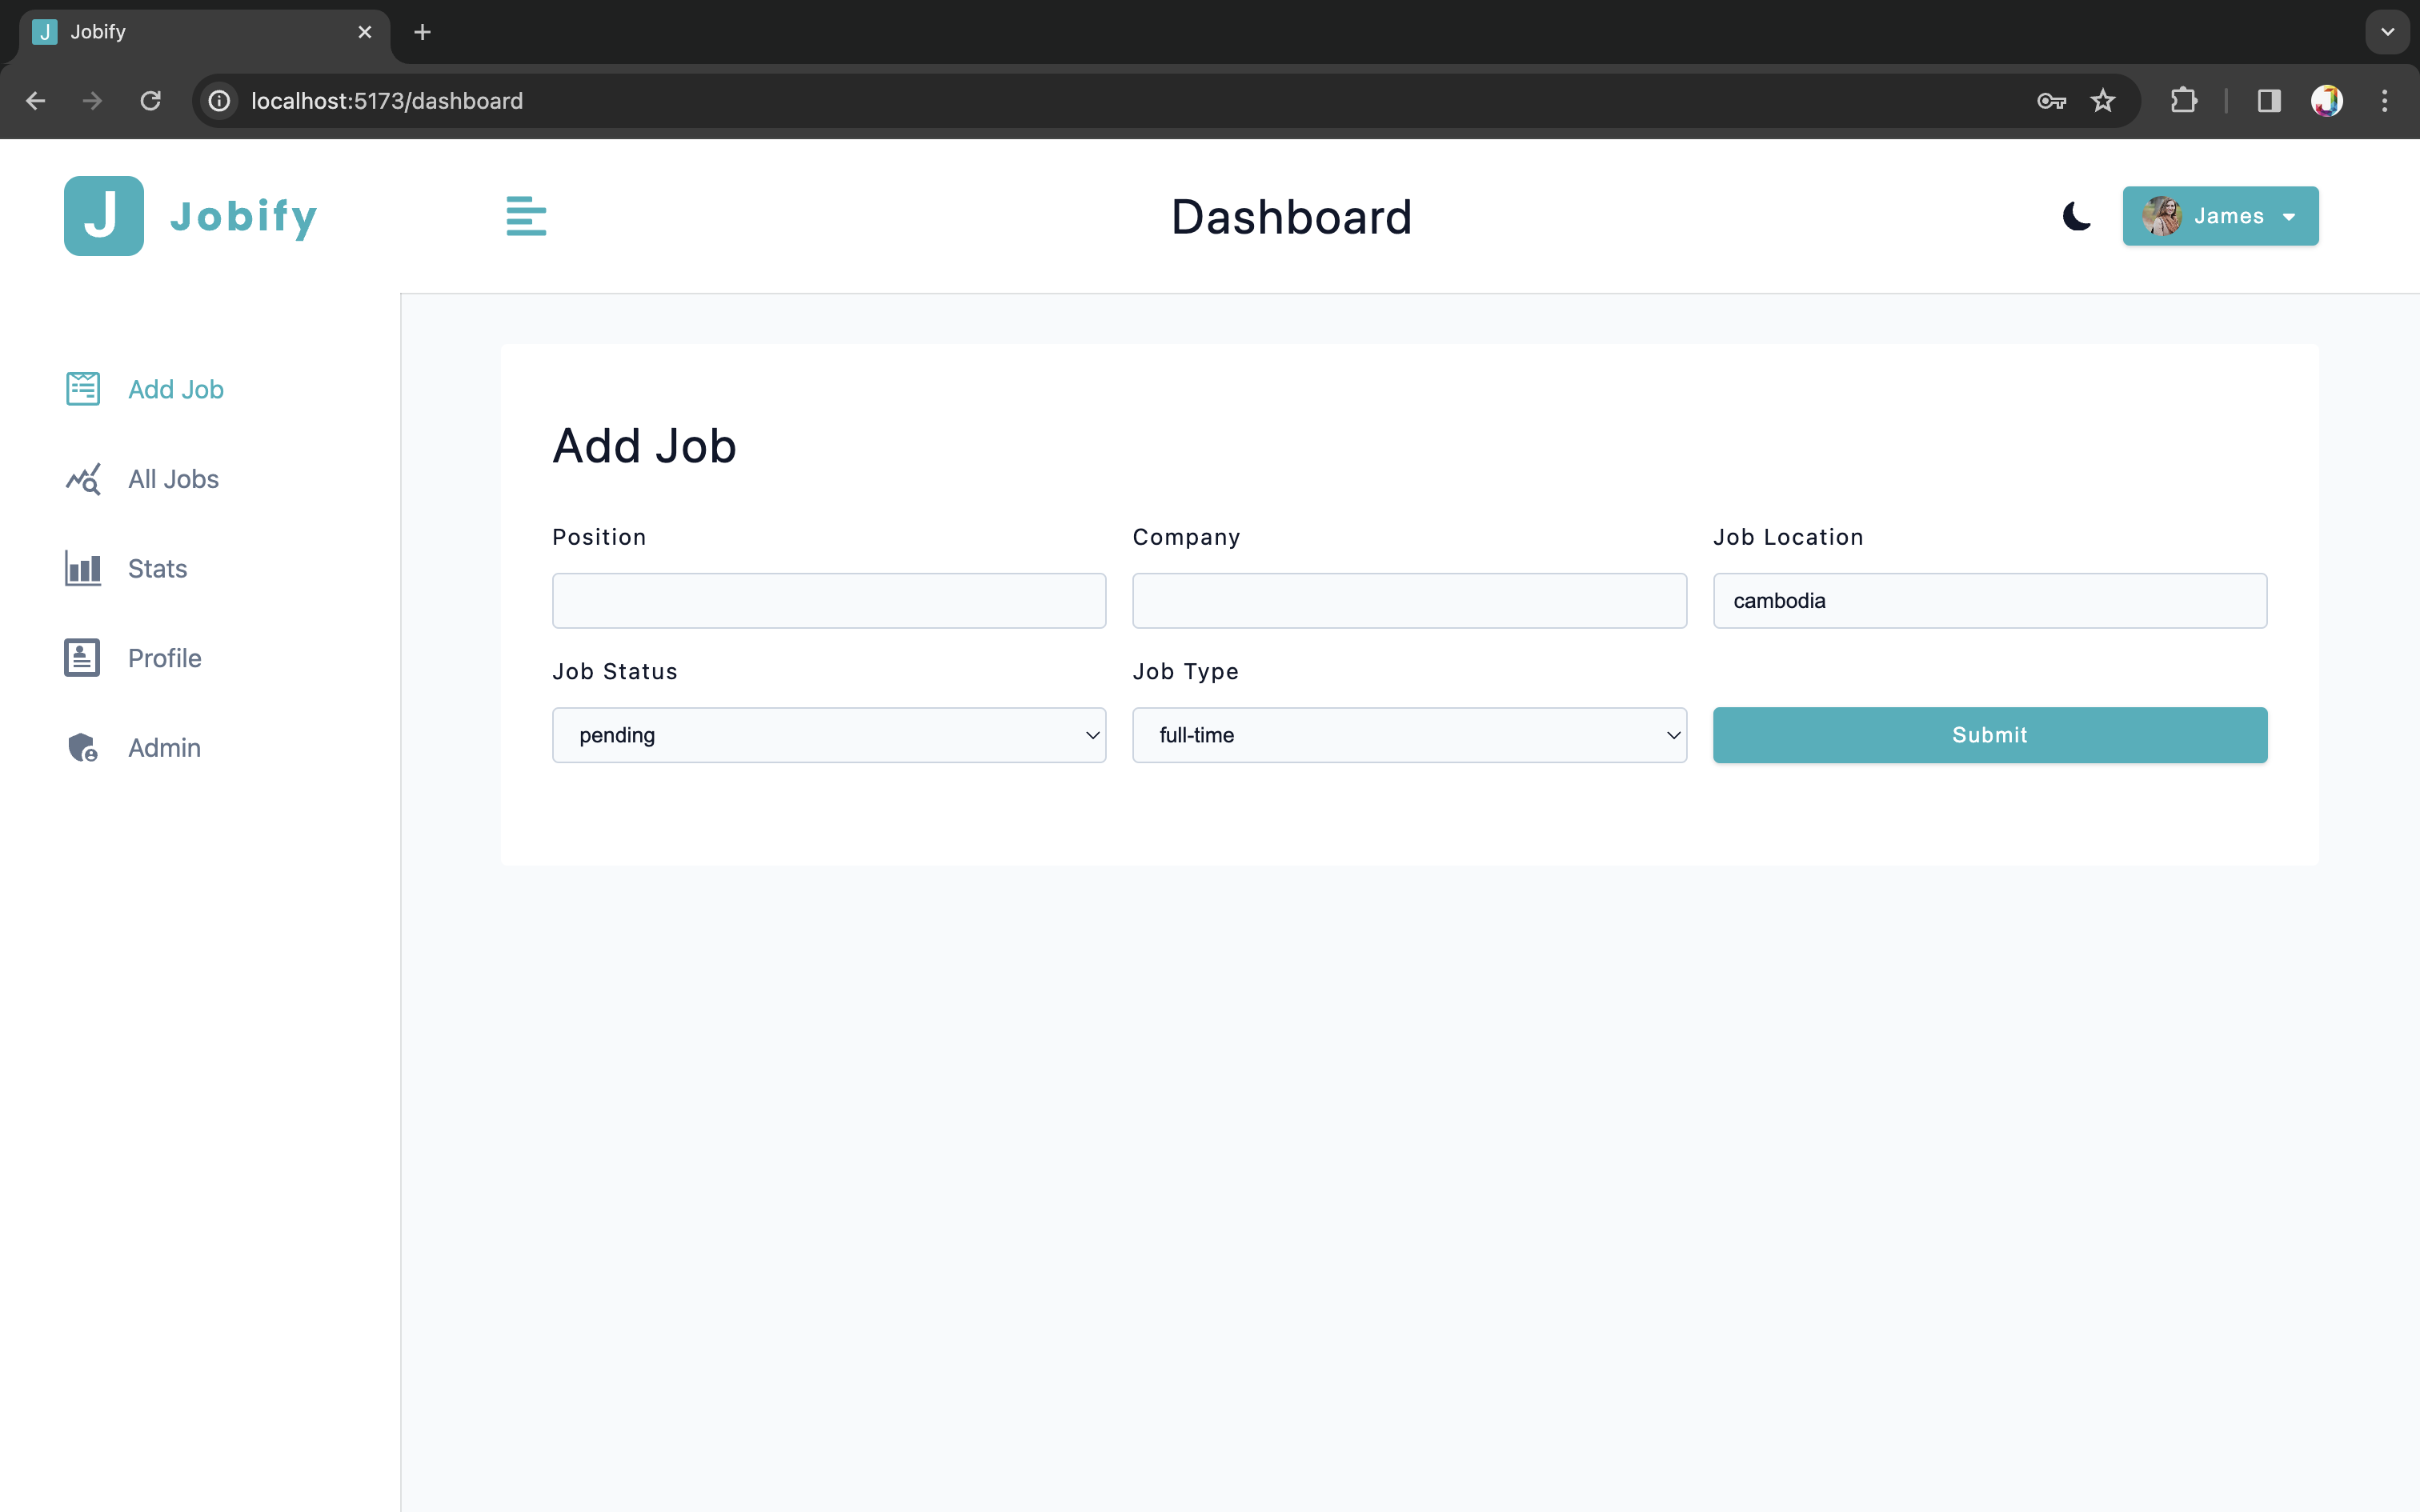 J Jobify
localhost:5173/dashboard
J Jobify
Dashboard
James
Add Job
All Jobs
Stats
Profile
Admin
Add Job
Position
Company
Job Location
cambodia
Job Status
Job Type
pending
full-time
Submit